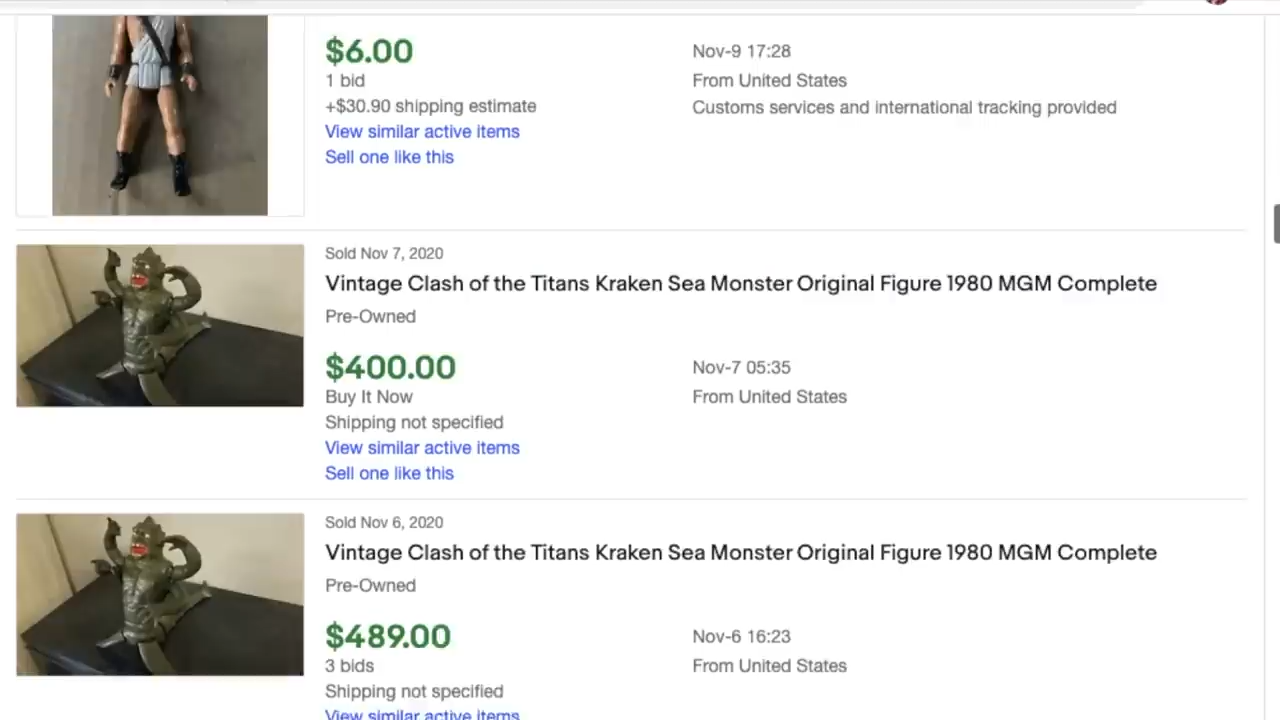 $6.00
Nov-9 17:28
1 bid
From United States
+$30.90 shipping estimate
Customs services and international tracking provided
View similar active items
Sell one like this
Sold Nov 7, 2020
Vintage Clash of the Titans Kraken Sea Monster Original Figure 1980 MGM Complete
Pre-Owned
$400.00
Nov-7 05:35
Buy It Now
From United States
Shipping not specified
View similar active items
Sell one like this
Sold Nov 6, 2020
Vintage Clash of the Titans Kraken Sea Monster Original Figure 1980 MGM Complete
Pre-Owned
$489.00
Nov-6 16:23
3 bids
From United States
Shipping not specified
View similar active items